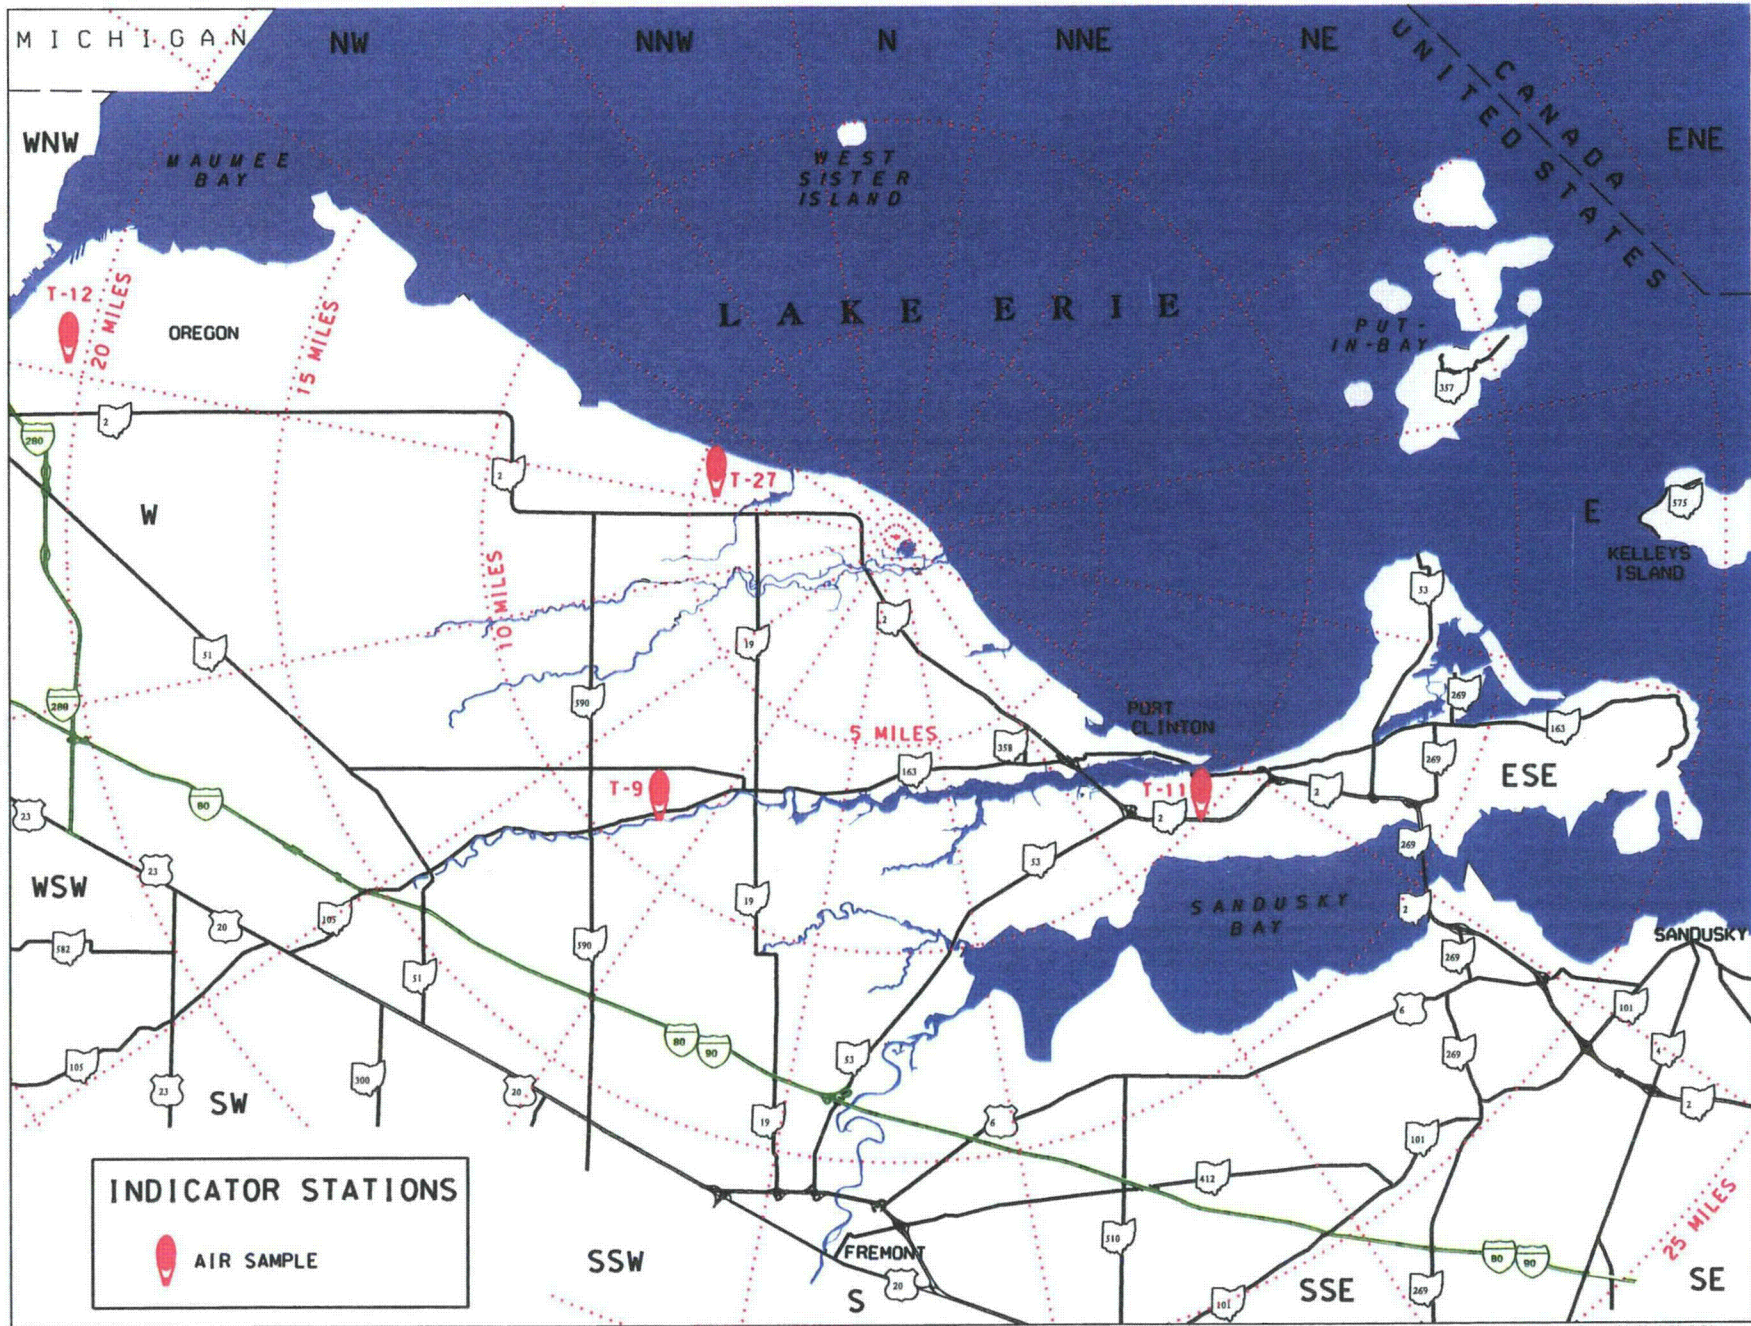 MICHIGAN
NW
NNW
N
NNE
NE
CANADA
UNITED STATES
WNW
ENE
MAUMEE
BAY
WEST
SISTER
ISLAND
T-12
20 MILES
OREGON
15 MILES
LAKE ERIE
PUT-
IN-BAY
357
2
280
2
T-27
W
575
E
KELLEYS
ISLAND
10 MILES
53
2
51
19
280
590
269
PORT
CLINTON
163
5 MILES
358
163
269
ESE
T-9
T-11
2
2
80
23
53
269
23
WSW
19
2
SANDUSKY
BAY
105
20
SANDUSKY
582
590
269
51
6
101
80
90
53
269
4
105
23
300
20
SW
2
19
6
101
412
INDICATOR STATIONS
AIR SAMPLE
25 MILES
510
SSW
FREMONT
80
90
S
20
SSE
269
SE
101